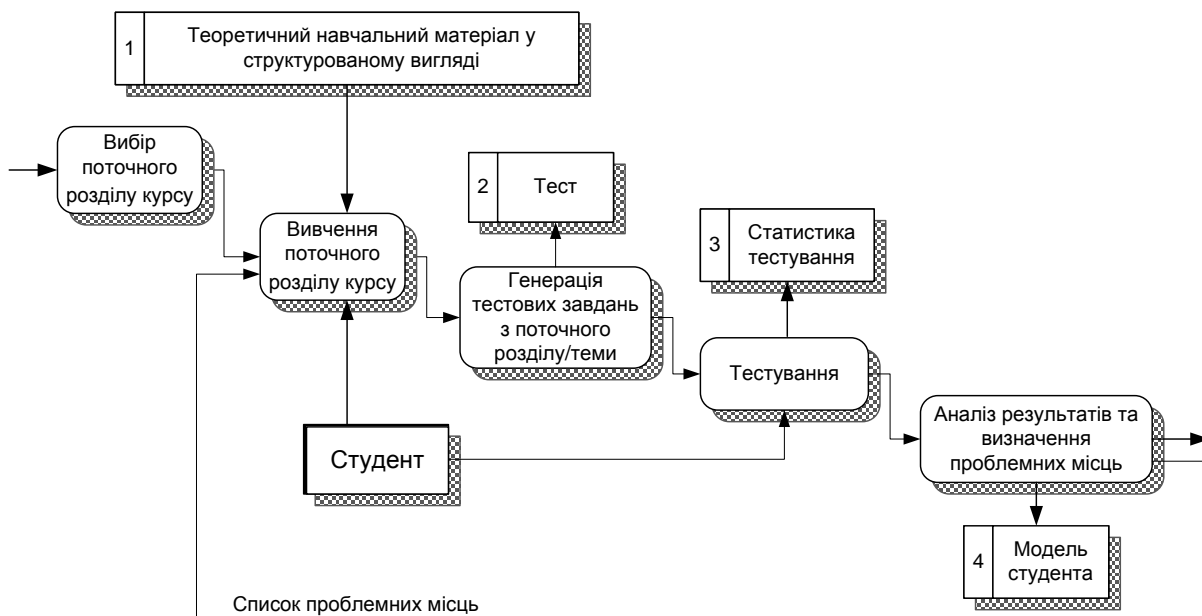 1
Теоретичний навчальний матеріал у
структурованому вигляді
Вибір
поточного
розділу курсу
2
Тест
Вивчення
поточного
розділу курсу
3
Статистика
тестування
Генерація
тестових завдань
з поточного
розділу/теми
Тестування
Аналіз результатів та
визначення
проблемних місць
Студент
4
Модель
студента
Список проблемних місць